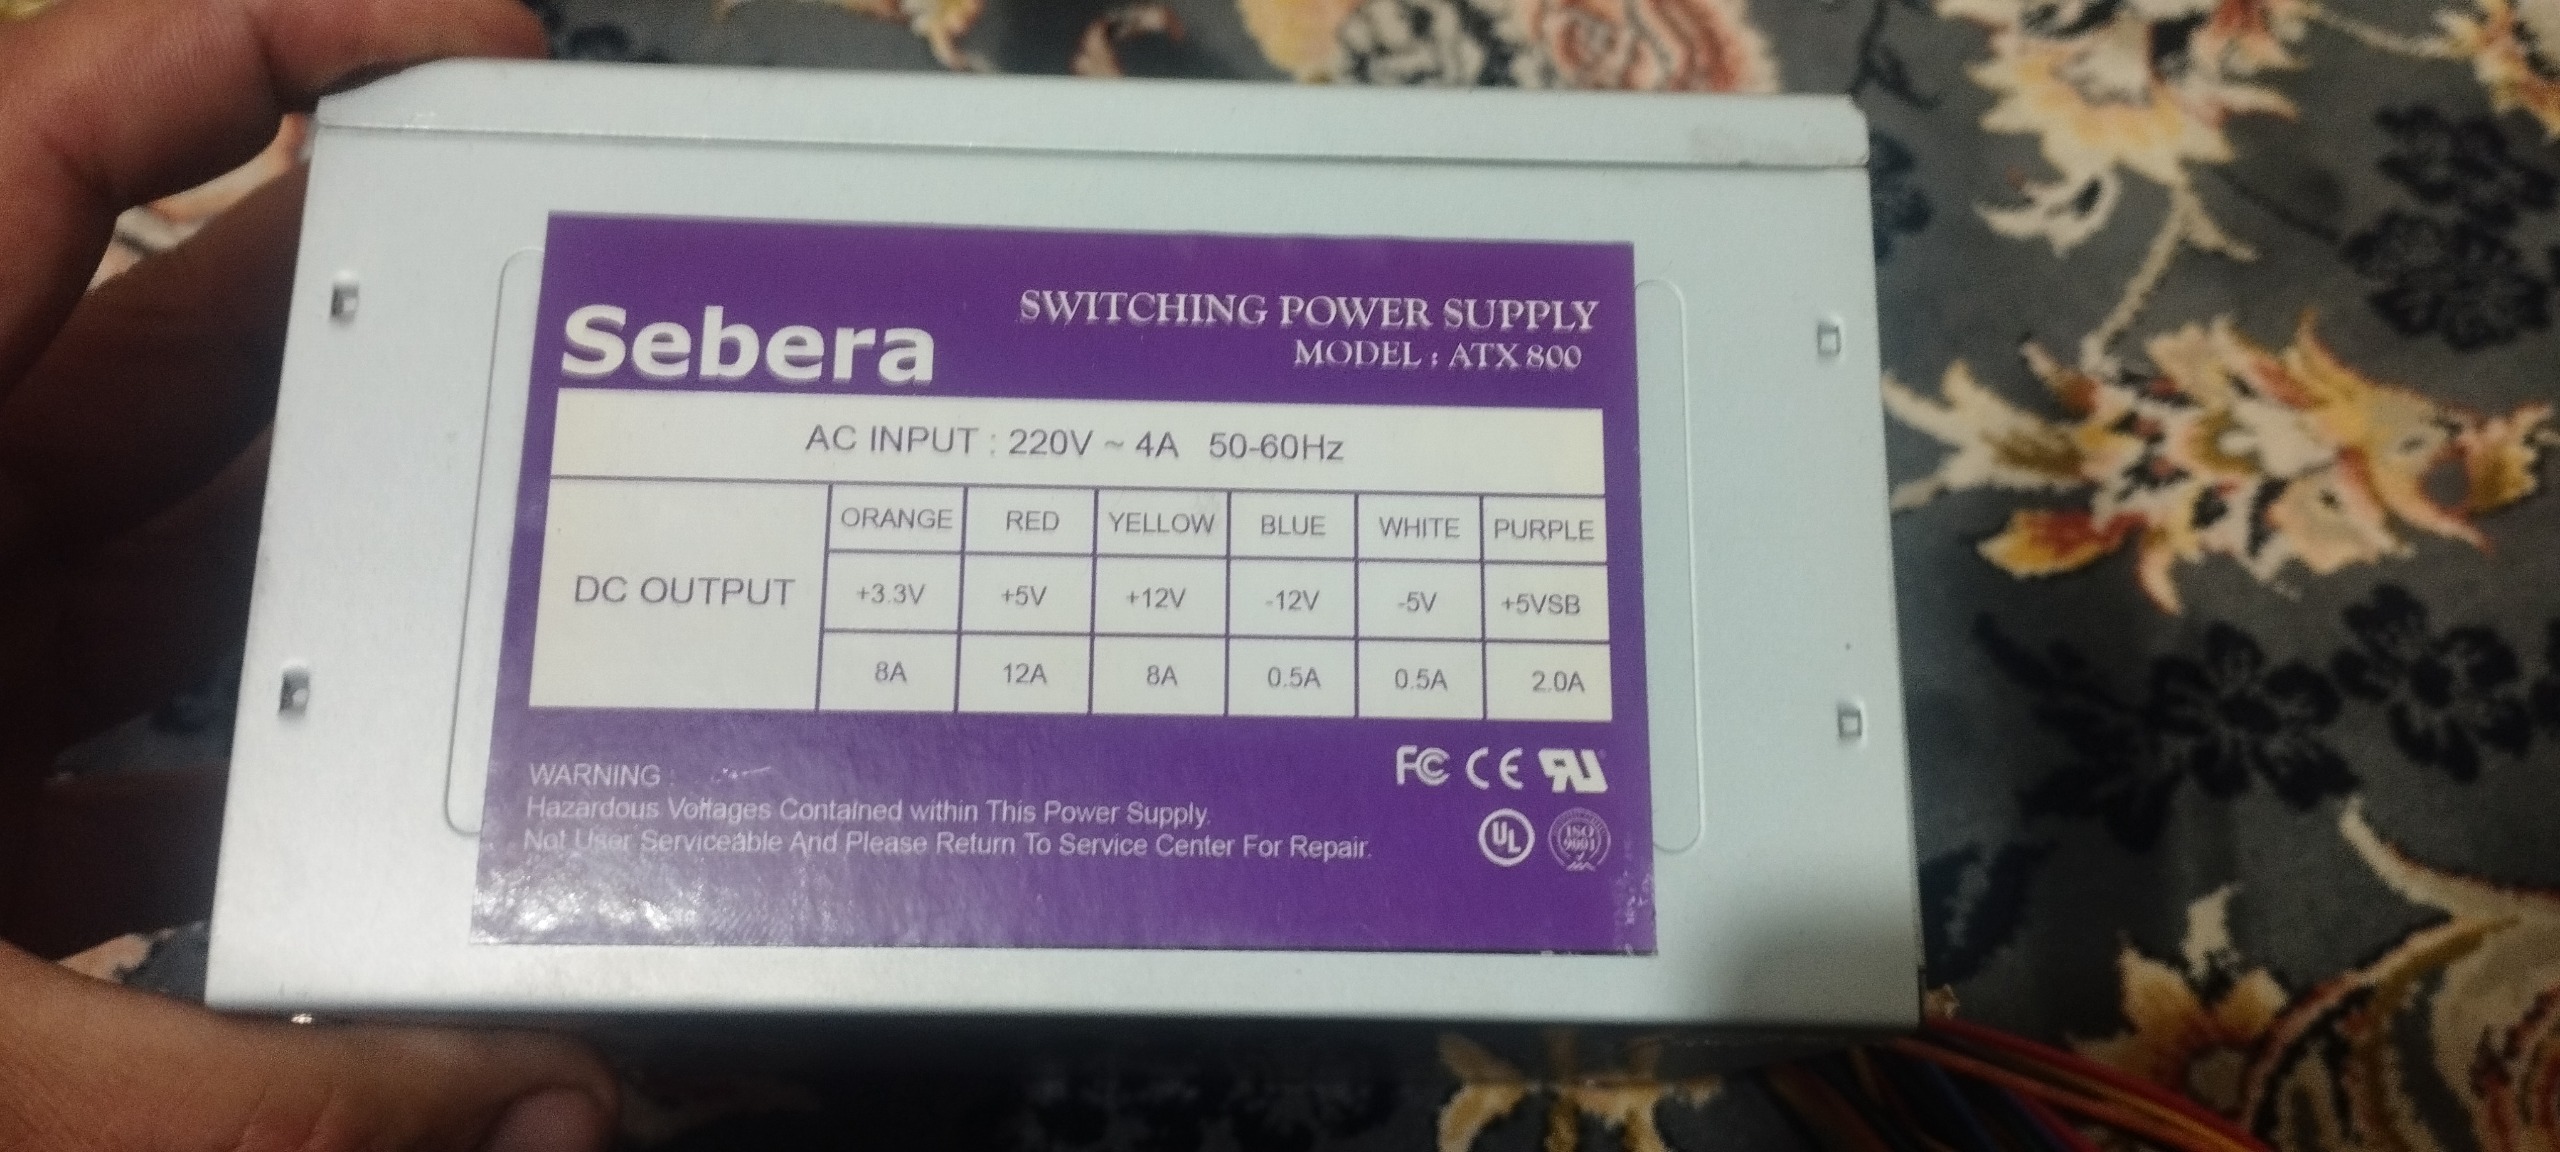 Sebera
SWITCHING POWER SUPPLY
MODEL : ATX 800
AC INPUT : 220V ~ 4A 50-60Hz
DC OUTPUT
ORANGE RED YELLOW BLUE WHITE PURPLE
+3.3V +5V +12V -12V -5V +5VSB
8A 12A 8A 0.5A 0.5A 2.0A
WARNING :
Hazardous Voltages Contained within This Power Supply.
Not User Serviceable And Please Return To Service Center For Repair.
FC CE RU
UL ISO 9001